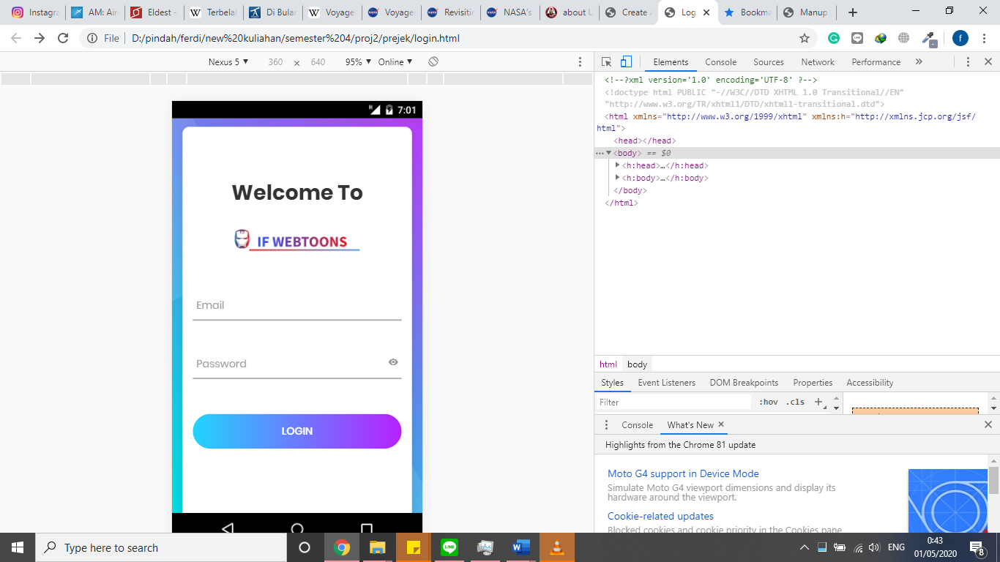 Instagra
AM: Air
Eldest -
Terbela
Di Bular
Voyage
Voyage
Revisitir
NASA's
about U
Create A
Log
Bookma
Manup
File
D:/pindah/ferdi/new%20kuliahan/semester%204/proj2/prejek/login.html
f
Nexus 5 ▼ 360 × 640 95% ▼ Online ▼
Elements Console Sources Network Performance »
H 7:01
Welcome To
IF WEBTOONS
Email
Password
LOGIN
<!--?xml version='1.0' encoding='UTF-8' ?-->
<!doctype html PUBLIC "-//W3C//DTD XHTML 1.0 Transitional//EN"
"http://www.w3.org/TR/xhtml1/DTD/xhtml1-transitional.dtd">
<html xmlns="http://www.w3.org/1999/xhtml" xmlns:h="http://xmlns.jcp.org/jsf/
html">
<head></head>
… ▼ <body> == $0
▶ <h:head>…</h:head>
▶ <h:body>…</h:body>
</body>
</html>
html body
Styles Event Listeners DOM Breakpoints Properties Accessibility
Filter :hov .cls +
Console What's New ×
Highlights from the Chrome 81 update
Moto G4 support in Device Mode
Simulate Moto G4 viewport dimensions and display its
hardware around the viewport.
Cookie-related updates
Blocked cookies and cookie priority in the Cookies pane
Type here to search
LINE
W
ENG
0:43
01/05/2020
8